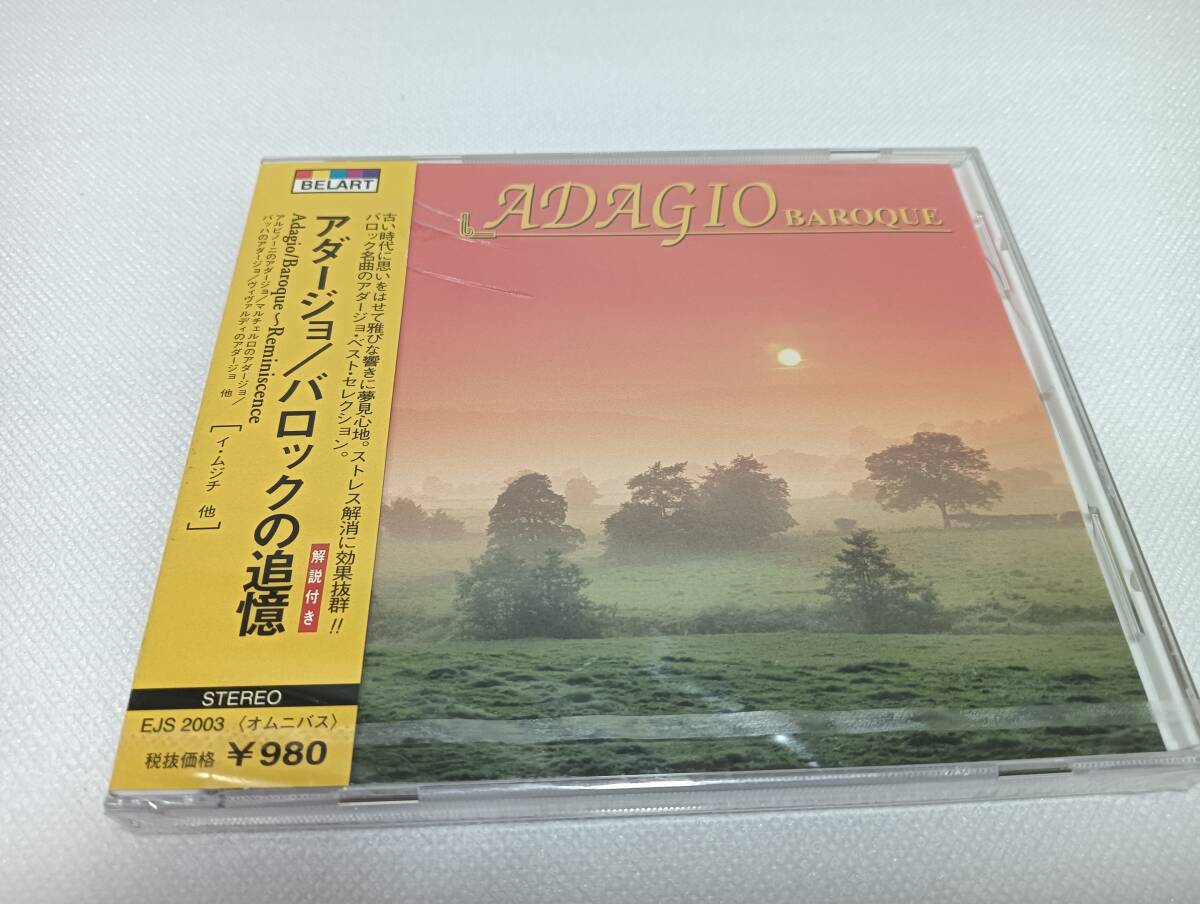 BELART
古い時代に思いをはせて雅びな響きに夢見心地。ストレス解消に効果抜群!!
バロック名曲のアダージョ・ベスト・セレクション。
アダージョ/バロックの追憶
解説付き
Adagio/Baroque～Reminiscence
アルビノーニのアダージョ/マルチェルロのアダージョ/
バッハのアダージョ/ヴィヴァルディのアダージョ 他
[イ・ムジチ 他]
STEREO
EJS 2003 〈オムニバス〉
税抜価格 ￥980
ADAGIO BAROQUE